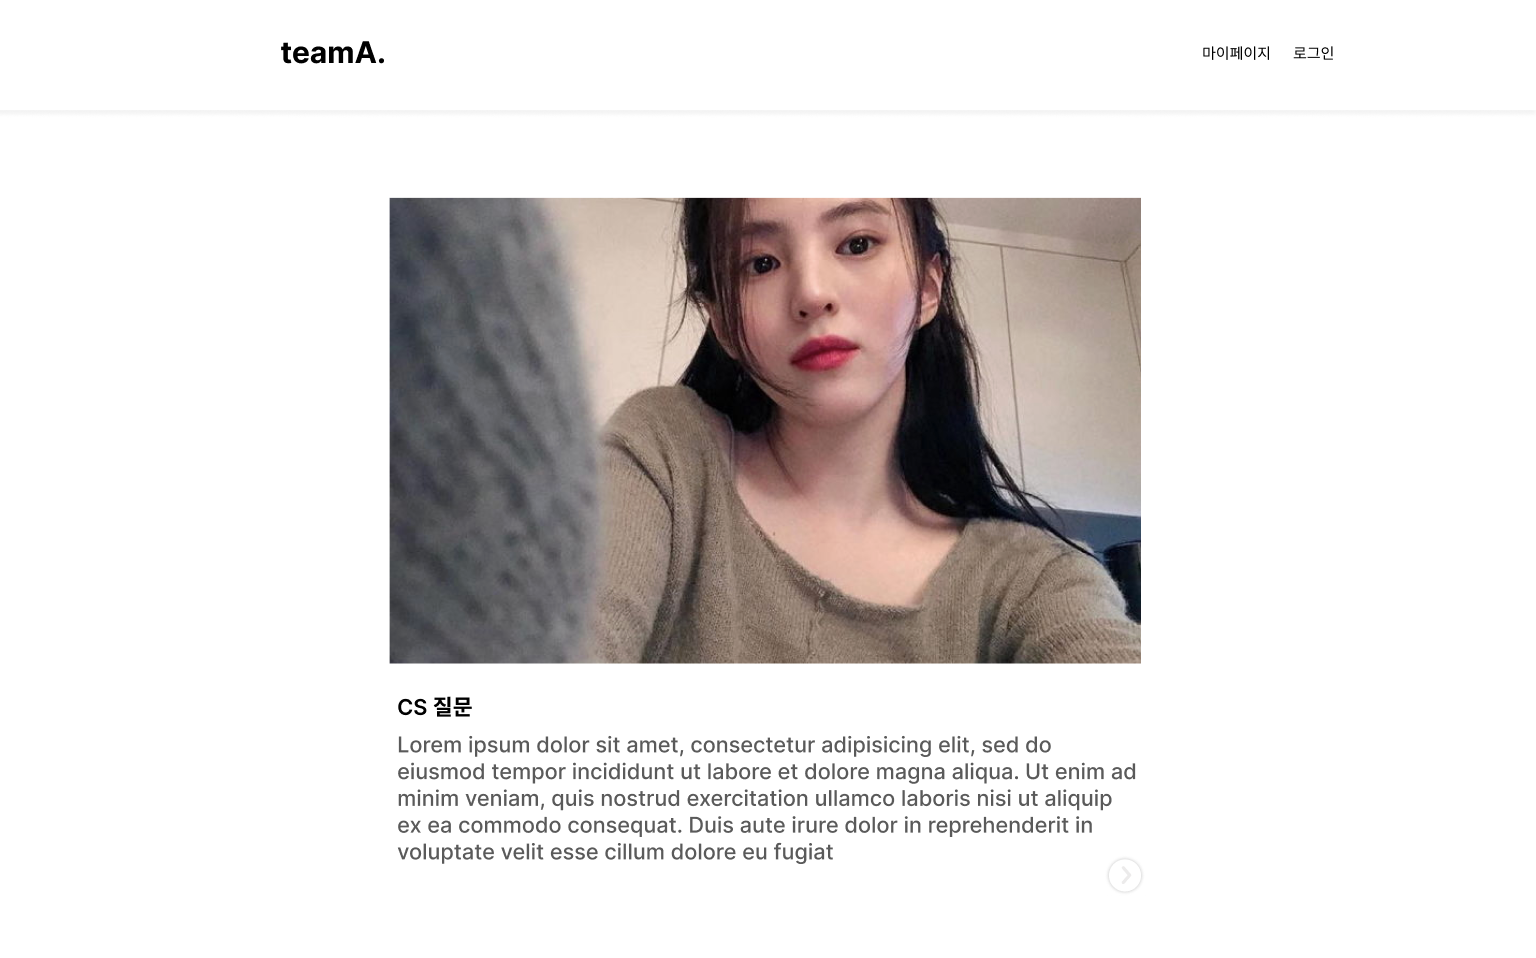 teamA.
마이페이지 로그인
CS 질문
Lorem ipsum dolor sit amet, consectetur adipisicing elit, sed do
eiusmod tempor incididunt ut labore et dolore magna aliqua. Ut enim ad
minim veniam, quis nostrud exercitation ullamco laboris nisi ut aliquip
ex ea commodo consequat. Duis aute irure dolor in reprehenderit in
voluptate velit esse cillum dolore eu fugiat